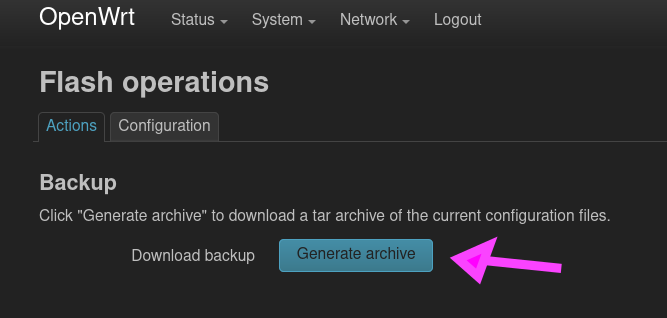 OpenWrt Status System Network Logout
Flash operations
Actions Configuration
Backup
Click "Generate archive" to download a tar archive of the current configuration files.
Download backup Generate archive